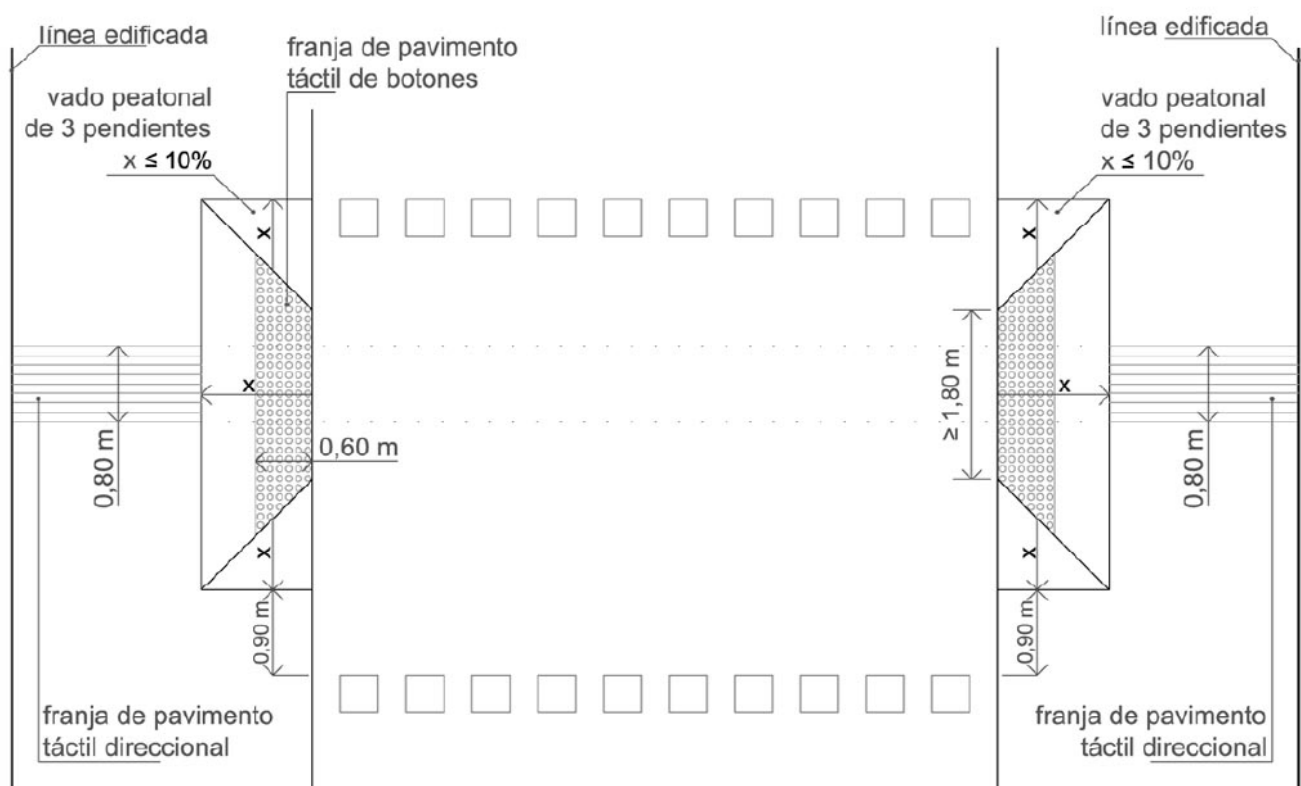 línea edificada
franja de pavimento
táctil de botones
vado peatonal
de 3 pendientes
x ≤ 10%
línea edificada
vado peatonal
de 3 pendientes
x ≤ 10%
x
x
x
x
0,60 m
0,80 m
≥ 1,80 m
x
0,80 m
x
x
0,90 m
0,90 m
franja de pavimento
táctil direccional
franja de pavimento
táctil direccional